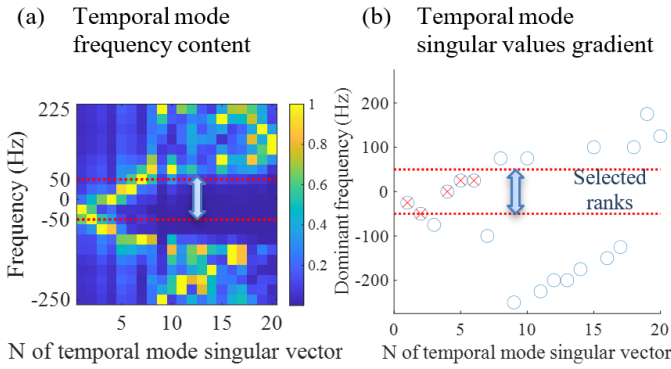 (a) Temporal mode
frequency content
Frequency (Hz)
225
50
0
-50
-250
5 10 15 20
N of temporal mode singular vector
1
0.8
0.6
0.4
0.2
(b) Temporal mode
singular values gradient
Dominant frequency (Hz)
200
100
0
-100
-200
Selected
ranks
0 5 10 15 20
N of temporal mode singular vector